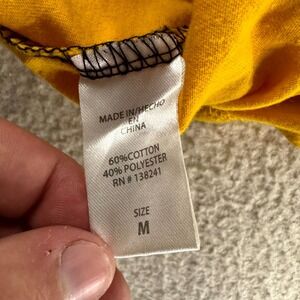 MADE IN/HECHO
EN
CHINA
60%COTTON
40% POLYESTER
RN # 138241
SIZE
M